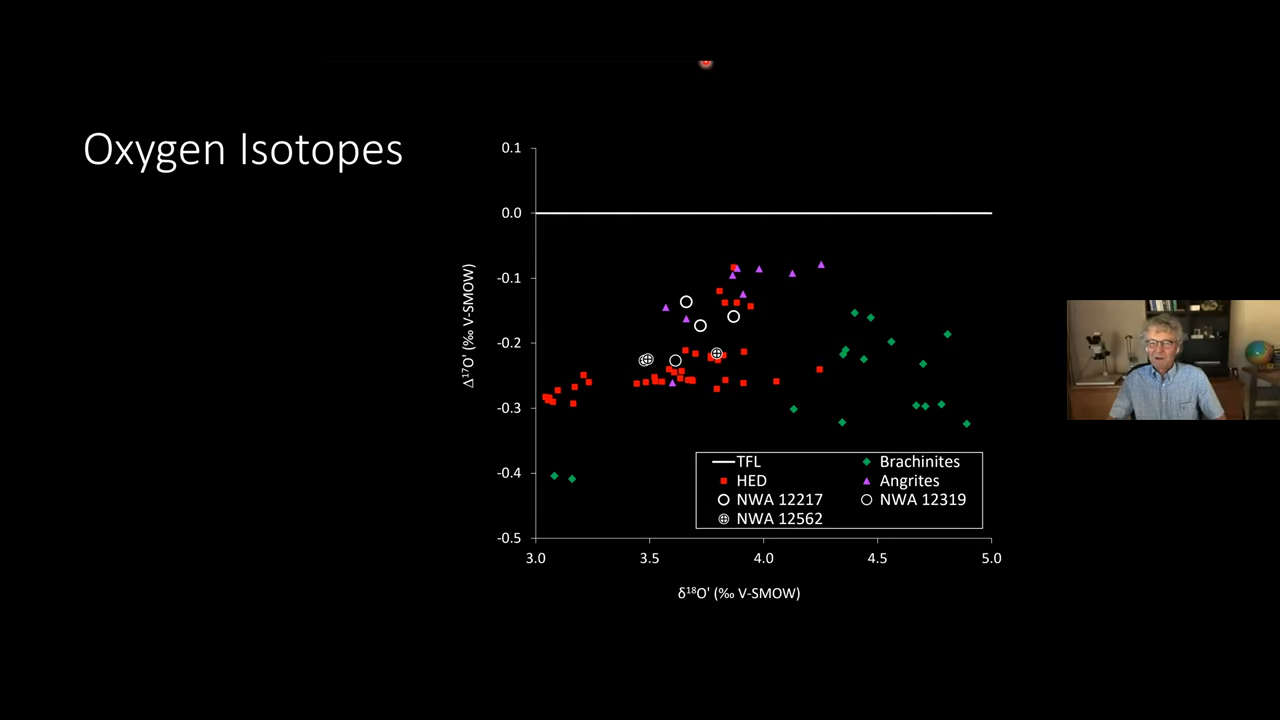 Oxygen Isotopes
0.1
0.0
-0.1
-0.2
-0.3
-0.4
-0.5
Δ¹⁷O' (‰ V-SMOW)
TFL
Brachinites
HED
Angrites
NWA 12217
NWA 12319
NWA 12562
3.0
3.5
4.0
4.5
5.0
δ¹⁸O' (‰ V-SMOW)